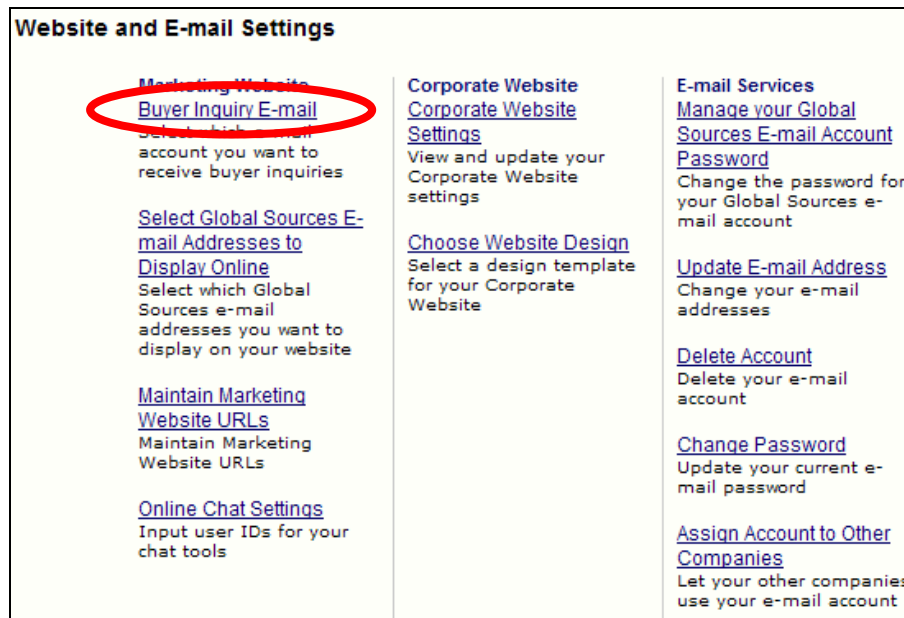 Website and E-mail Settings
Marketing Website
Buyer Inquiry E-mail
Select which e-mail
account you want to
receive buyer inquiries
Select Global Sources E-
mail Addresses to
Display Online
Select which Global
Sources e-mail
addresses you want to
display on your website
Maintain Marketing
Website URLs
Maintain Marketing
Website URLs
Online Chat Settings
Input user IDs for your
chat tools
Corporate Website
Corporate Website
Settings
View and update your
Corporate Website
settings
Choose Website Design
Select a design template
for your Corporate
Website
E-mail Services
Manage your Global
Sources E-mail Account
Password
Change the password for
your Global Sources e-
mail account
Update E-mail Address
Change your e-mail
addresses
Delete Account
Delete your e-mail
account
Change Password
Update your current e-
mail password
Assign Account to Other
Companies
Let your other companies
use your e-mail account